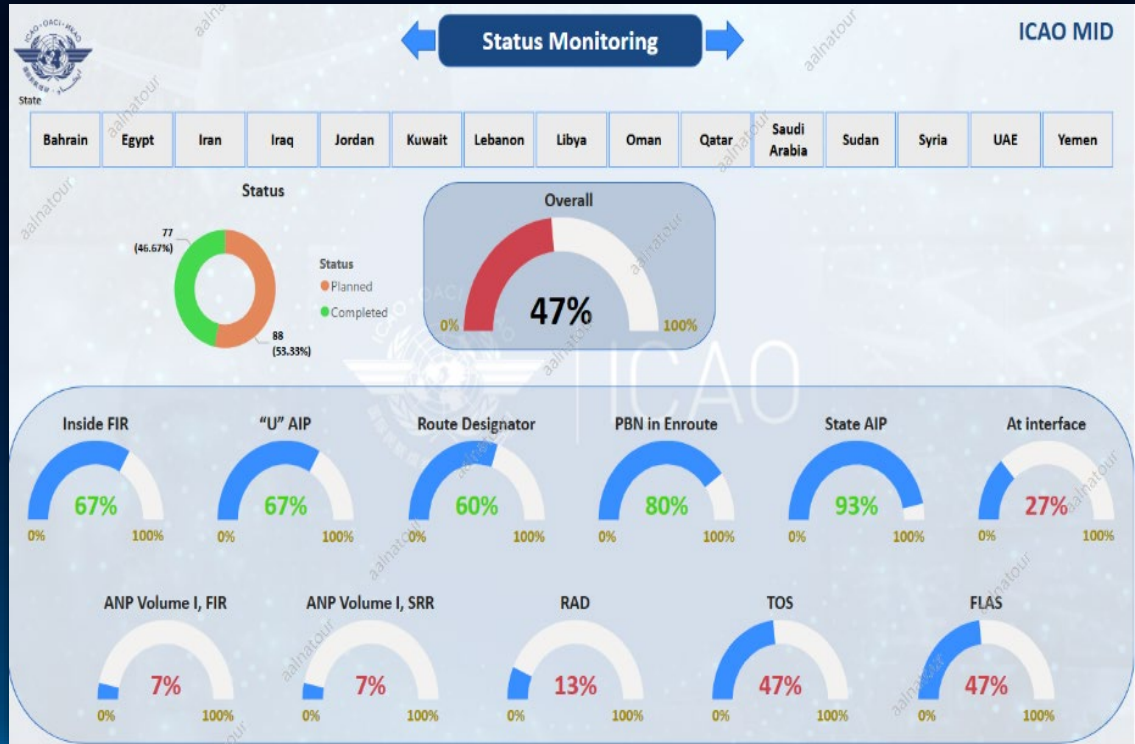 Status Monitoring
ICAO MID
State
Bahrain Egypt Iran Iraq Jordan Kuwait Lebanon Libya Oman Qatar Saudi Arabia Sudan Syria UAE Yemen
Status
77
(46.67%)
88
(53.33%)
Status
Planned
Completed
Overall
47%
0% 100%
ICAO
Inside FIR
67%
0% 100%
“U” AIP
67%
0% 100%
Route Designator
60%
0% 100%
PBN in Enroute
80%
0% 100%
State AIP
93%
0% 100%
At interface
27%
0% 100%
ANP Volume I, FIR
7%
0% 100%
ANP Volume I, SRR
7%
0% 100%
RAD
13%
0% 100%
TOS
47%
0% 100%
FLAS
47%
0% 100%
aalnatour